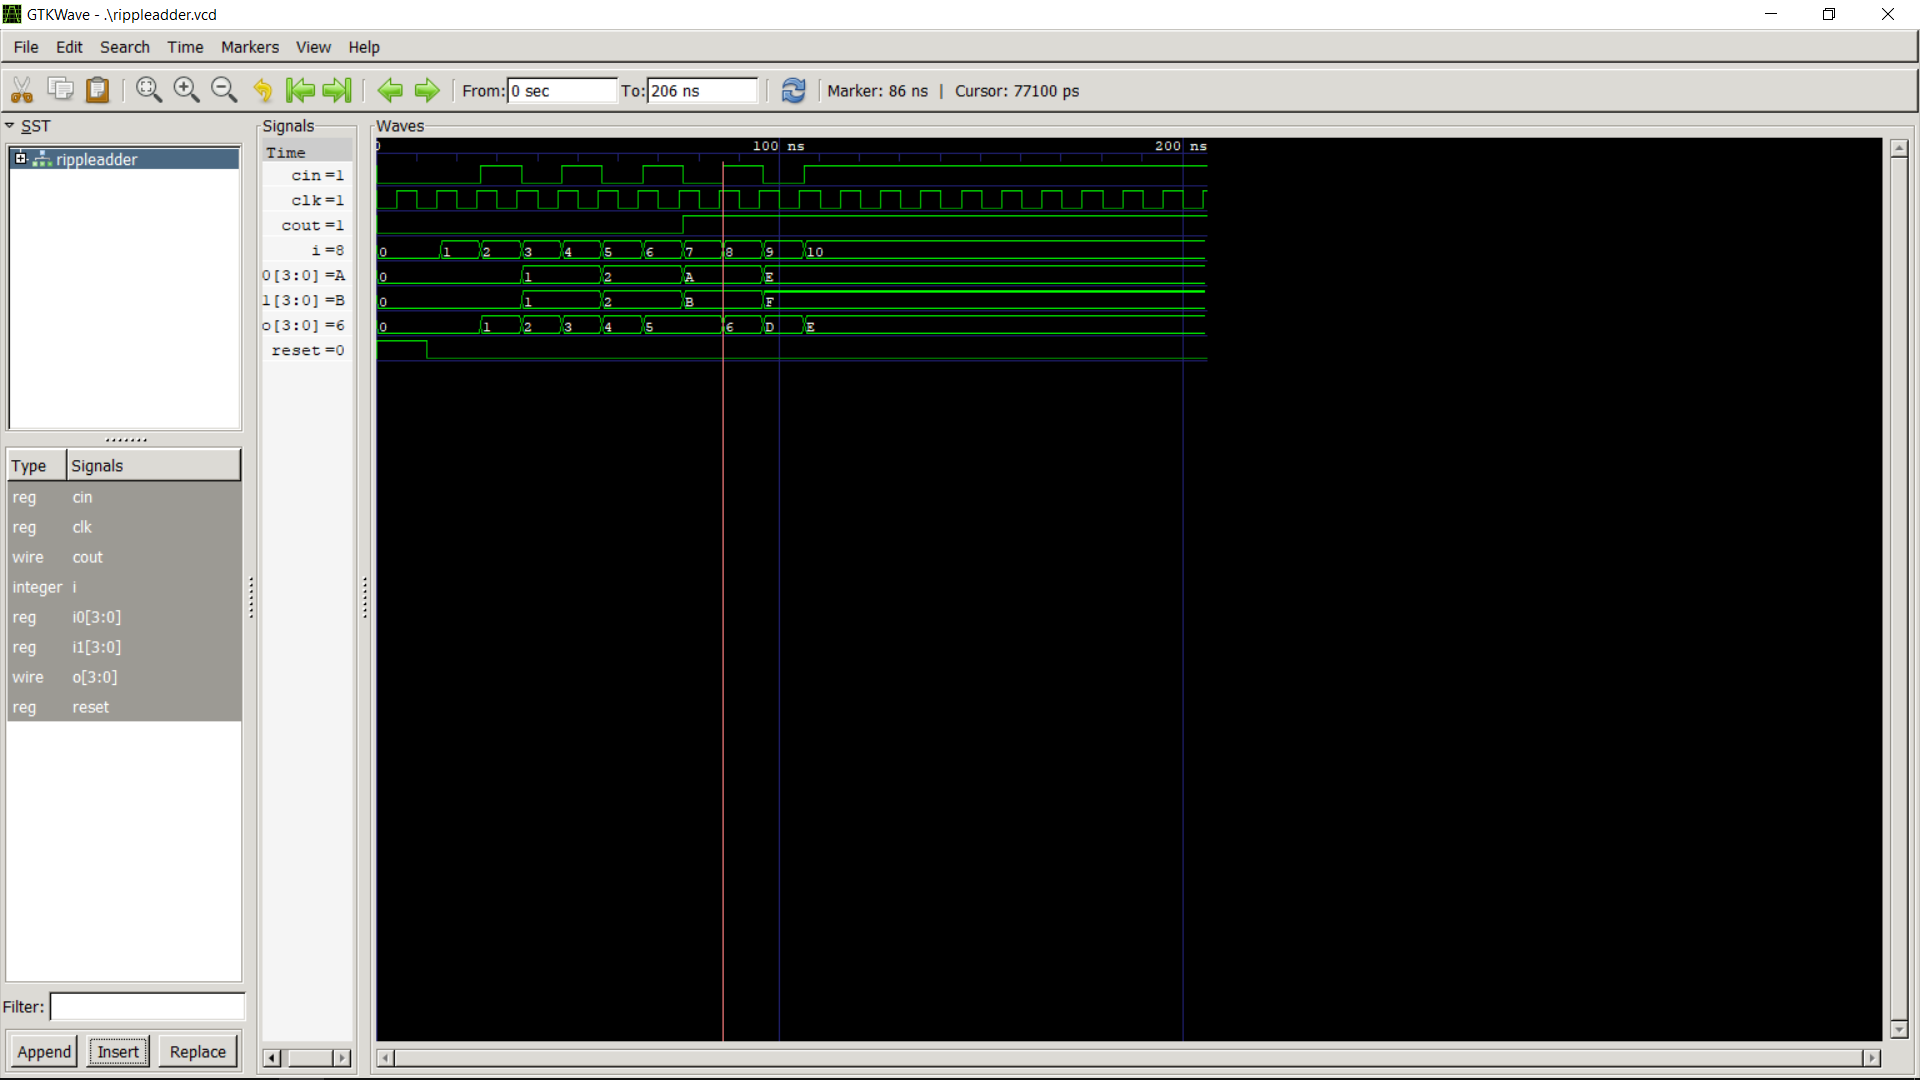 GTKWave - .\rippleadder.vcd
File Edit Search Time Markers View Help
From: 0 sec To: 206 ns Marker: 86 ns | Cursor: 77100 ps
SST
rippleadder
Type Signals
reg cin
reg clk
wire cout
integer i
reg i0[3:0]
reg i1[3:0]
wire o[3:0]
reg reset
Filter:
Append Insert Replace
Signals
Time
cin =1
clk =1
cout =1
i =8
0[3:0] =A
1[3:0] =B
o[3:0] =6
reset =0
Waves
0 100 ns 200 ns
0 1 2 3 4 5 6 7 8 9 10
0 1 2 A E
0 1 2 B F
0 1 2 3 4 5 6 D E